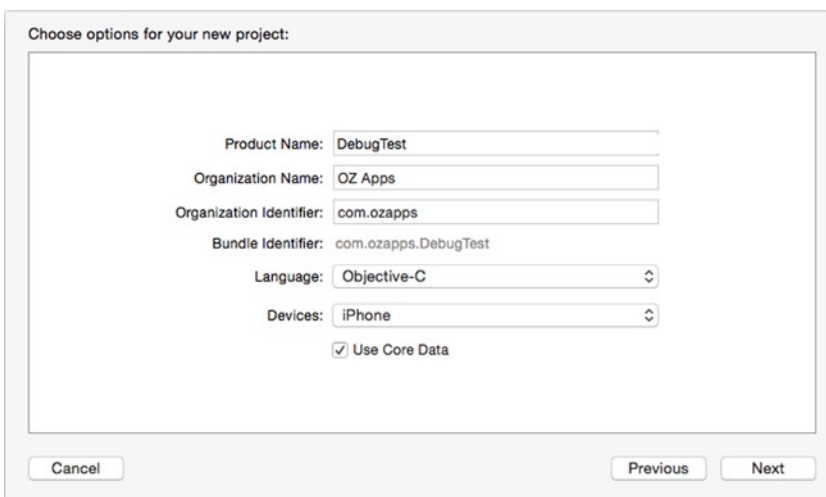 Choose options for your new project:
Product Name: DebugTest
Organization Name: OZ Apps
Organization Identifier: com.ozapps
Bundle Identifier: com.ozapps.DebugTest
Language: Objective-C
Devices: iPhone
Use Core Data
Cancel Previous Next